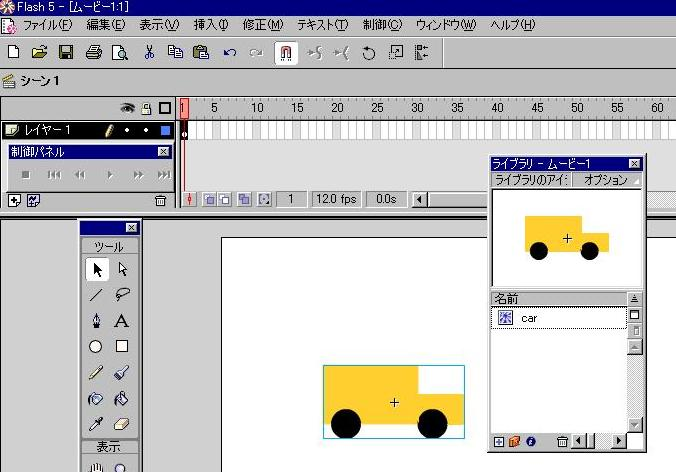 Flash 5 - [ムービー1:1]
ファイル(F) 編集(E) 表示(V) 挿入(I) 修正(M) テキスト(T) 制御(C) ウィンドウ(W) ヘルプ(H)
シーン 1
1 5 10 15 20 25 30 35 40 45 50 55 60
レイヤー 1
制御パネル
1 12.0 fps 0.0s
ライブラリ - ムービー1
ライブラリのアイ: オプション
名前
car
ツール
表示